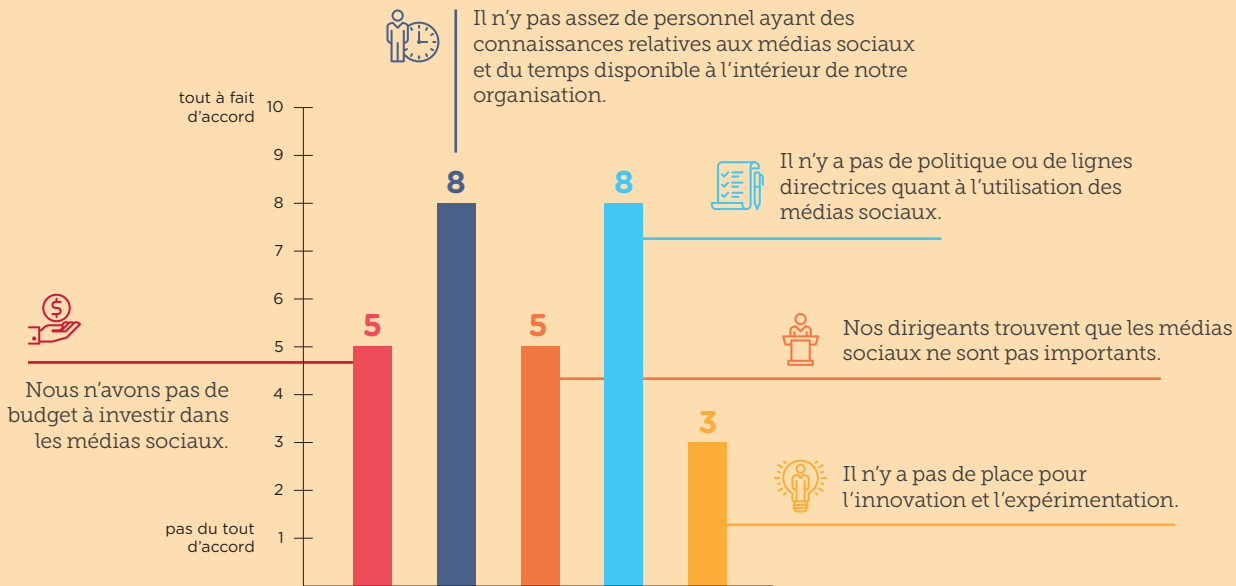 Il n'y pas assez de personnel ayant des
connaissances relatives aux médias sociaux
et du temps disponible à l'intérieur de notre
organisation.
tout à fait
d'accord
10
9
8
7
6
5
4
3
2
1
pas du tout
d'accord
5
8
5
8
3
Il n'y a pas de politique ou de lignes
directrices quant à l'utilisation des
médias sociaux.
$
Nous n'avons pas de
budget à investir dans
les médias sociaux.
Nos dirigeants trouvent que les médias
sociaux ne sont pas importants.
Il n'y a pas de place pour
l'innovation et l'expérimentation.